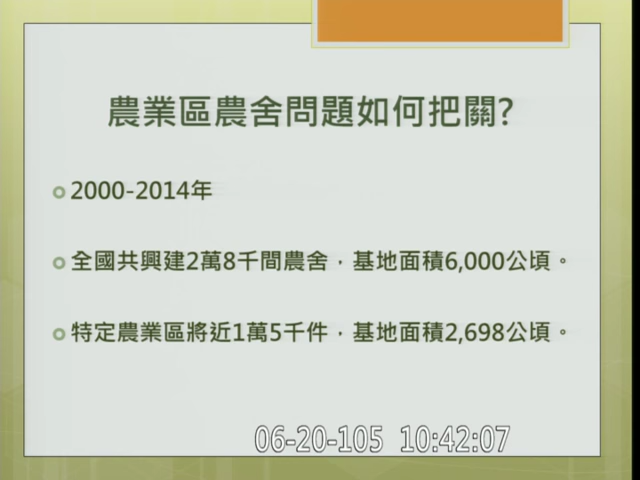 農業區農舍問題如何把關?
2000-2014年
全國共興建2萬8千間農舍，基地面積6,000公頃。
特定農業區將近1萬5千件，基地面積2,698公頃。
06-20-105 10:42:07